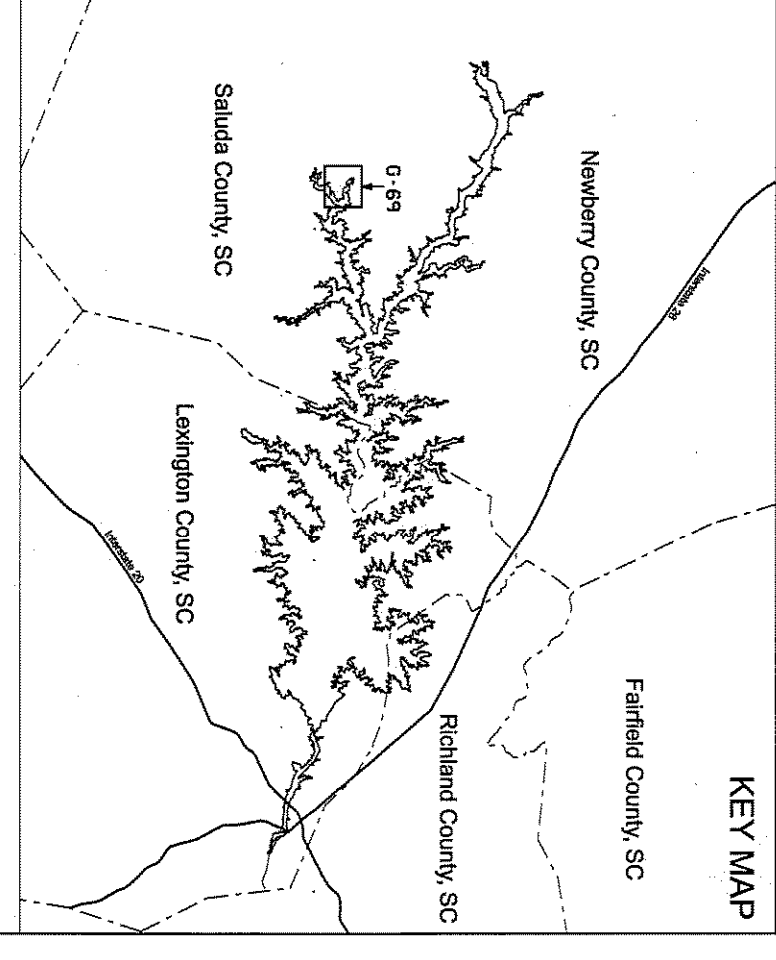 KEY MAP
Fairfield County, SC
Newberry County, SC
Interstate 26
Richland County, SC
G-69
Saluda County, SC
Lexington County, SC
Interstate 20